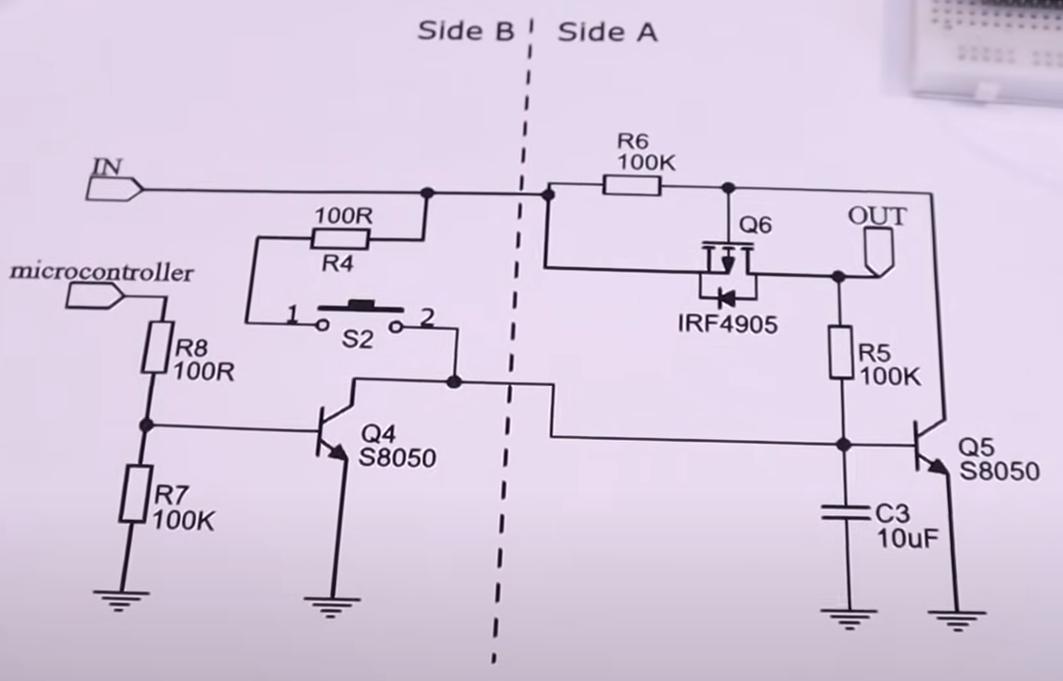 Side B
Side A
IN
R6
100K
100R
R4
Q6
OUT
microcontroller
1
2
S2
IRF4905
R8
100R
R5
100K
Q4
S8050
Q5
S8050
R7
100K
C3
10uF